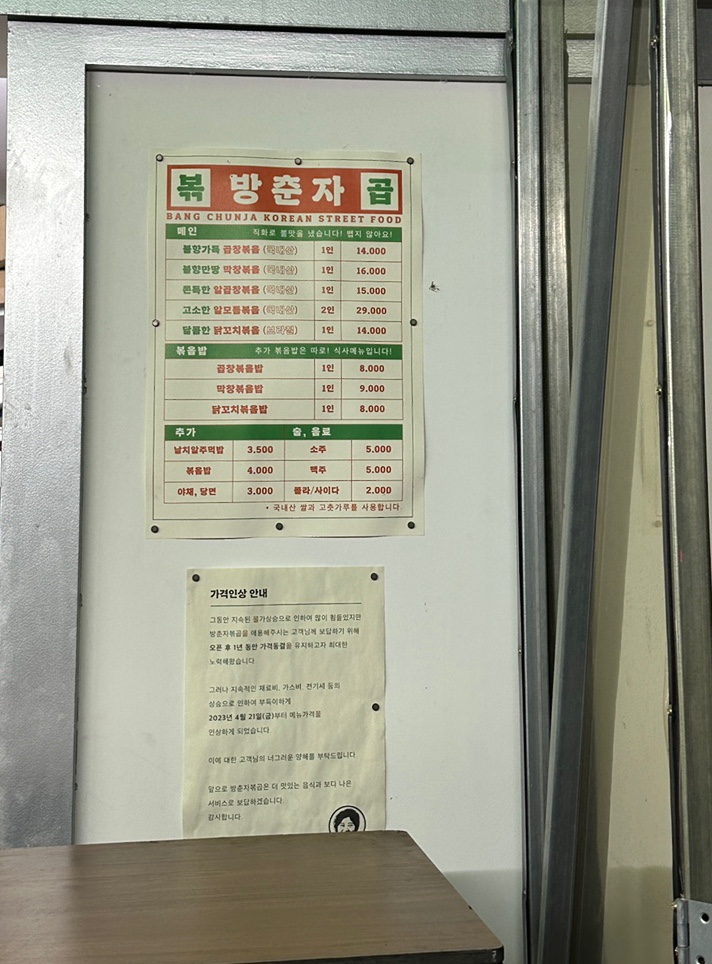 볶 방춘자 곱
BANG CHUNJA KOREAN STREET FOOD
메인 직화로 불맛을 냈습니다! 맵지 않아요!
불향가득 곱창볶음 (국내산) 1인 14.000
불향만땅 막창볶음 (국내산) 1인 16.000
쫀득한 알곱창볶음 (국내산) 1인 15.000
고소한 알모듬볶음 (국내산) 2인 29.000
달콤한 닭꼬치볶음 (브라질) 1인 14.000
볶음밥 추가 볶음밥은 따로! 식사메뉴입니다!
곱창볶음밥 1인 8.000
막창볶음밥 1인 9.000
닭꼬치볶음밥 1인 8.000
추가 술, 음료
날치알주먹밥 3.500 소주 5.000
볶음밥 4.000 맥주 5.000
야채, 당면 3.000 콜라/사이다 2.000
• 국내산 쌀과 고춧가루를 사용합니다
가격인상 안내
그동안 지속된 물가상승으로 인하여 많이 힘들었지만
방춘자볶곱을 애용해주시는 고객님께 보답하기 위해
오픈 후 1년 동안 가격동결을 유지하고자 최대한
노력해왔습니다
그러나 지속적인 재료비, 가스비, 전기세 등의
상승으로 인하여 부득이하게
2023년 4월 21일(금)부터 메뉴가격을
인상하게 되었습니다.
이에 대한 고객님의 너그러운 양해를 부탁드립니다.
앞으로 방춘자볶곱은 더 맛있는 음식과 보다 나은
서비스로 보답하겠습니다.
감사합니다.